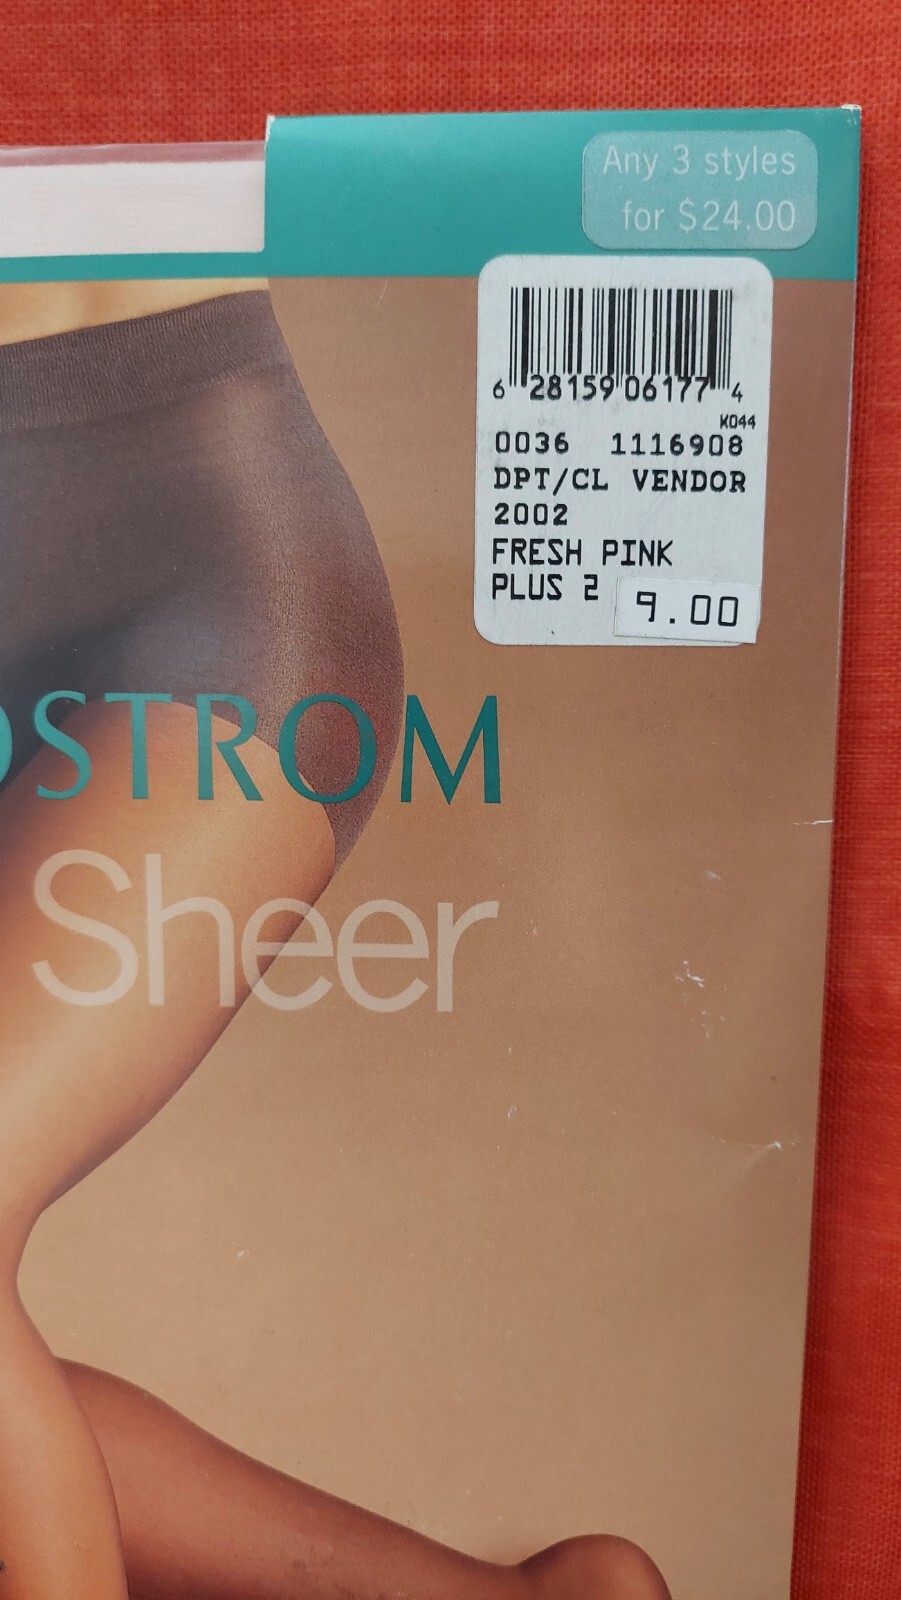 Any 3 styles
for $24.00
6 28159 06177 4
K044
0036 1116908
DPT/CL VENDOR
2002
FRESH PINK
PLUS 2 9.00
OSTROM
Sheer